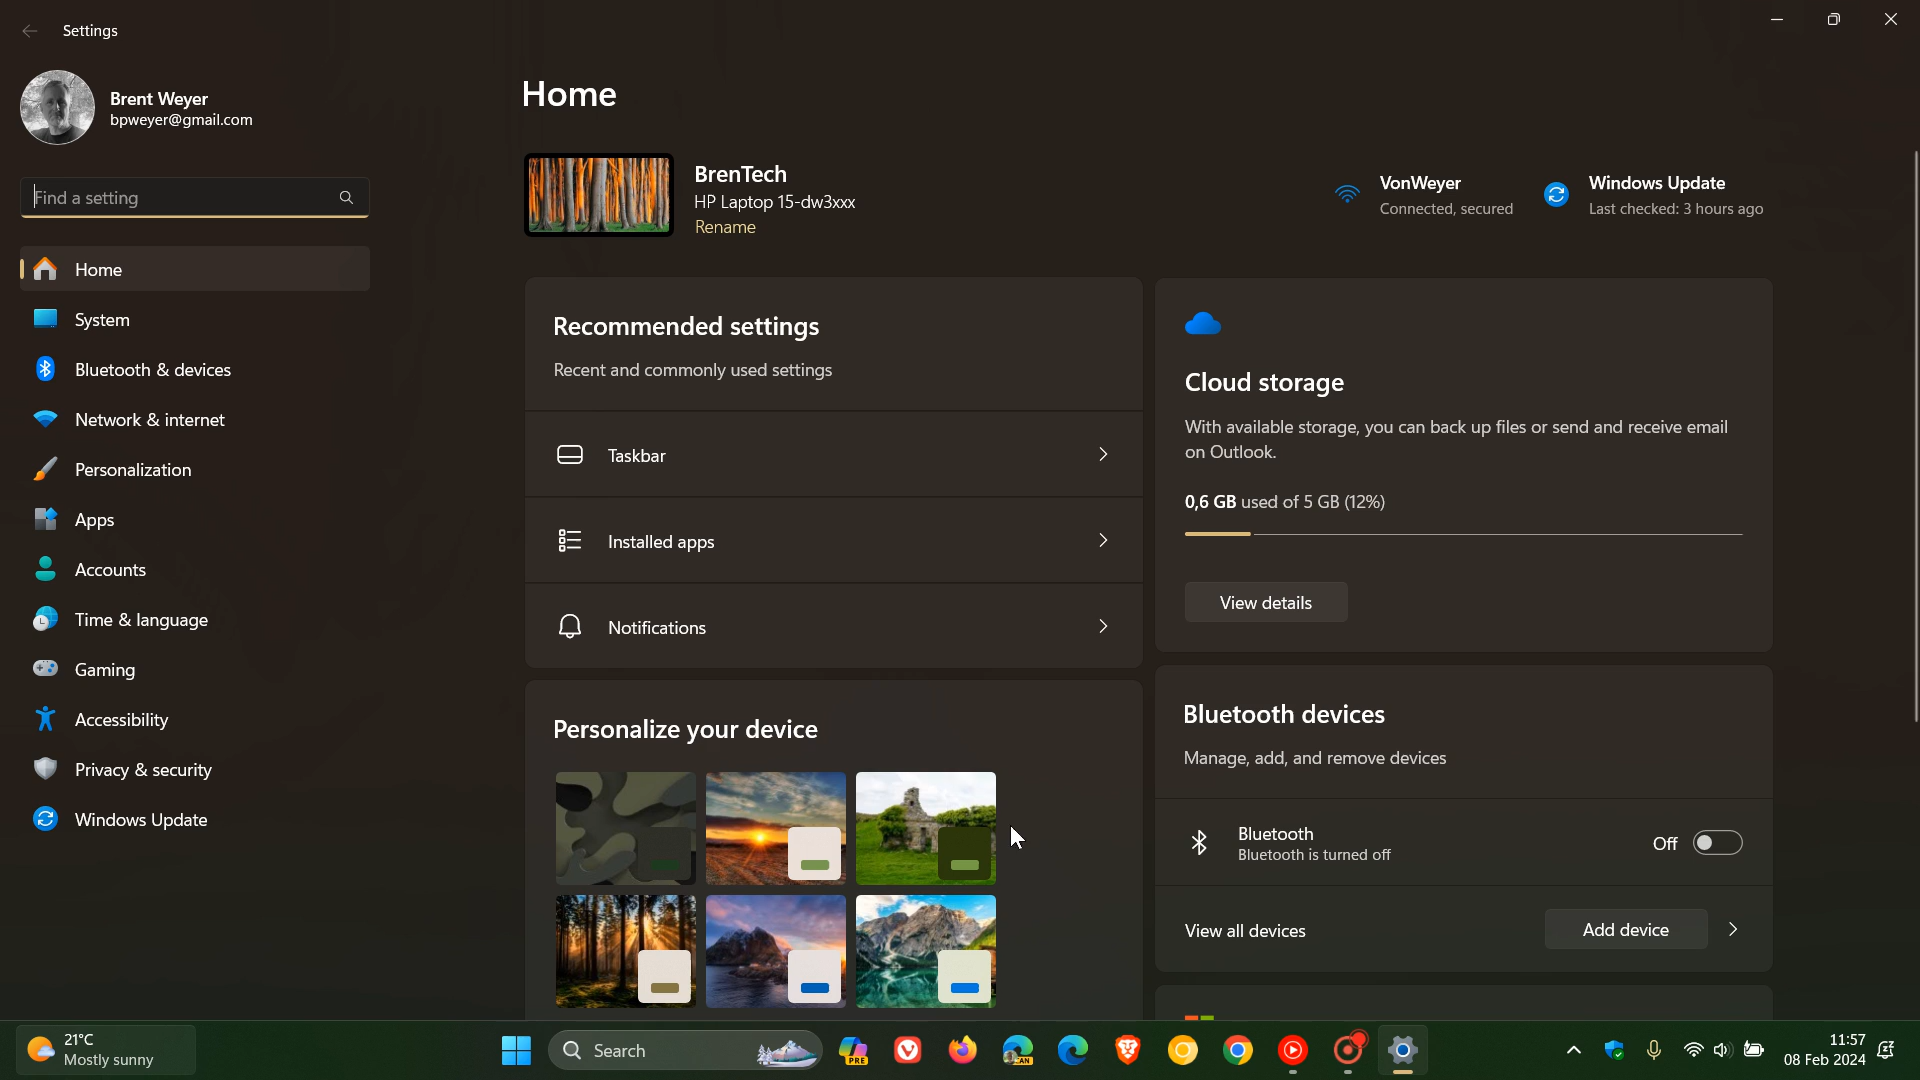 Settings
Brent Weyer
bpweyer@gmail.com
Find a setting
Home
System
Bluetooth & devices
Network & internet
Personalization
Apps
Accounts
Time & language
Gaming
Accessibility
Privacy & security
Windows Update
Home
BrenTech
HP Laptop 15-dw3xxx
Rename
VonWeyer
Connected, secured
Windows Update
Last checked: 3 hours ago
Recommended settings
Recent and commonly used settings
Taskbar
Installed apps
Notifications
Personalize your device
Cloud storage
With available storage, you can back up files or send and receive email
on Outlook.
0,6 GB used of 5 GB (12%)
View details
Bluetooth devices
Manage, add, and remove devices
Bluetooth
Bluetooth is turned off
Off
View all devices
Add device
21°C
Mostly sunny
Search
PRE
CAN
11:57
08 Feb 2024